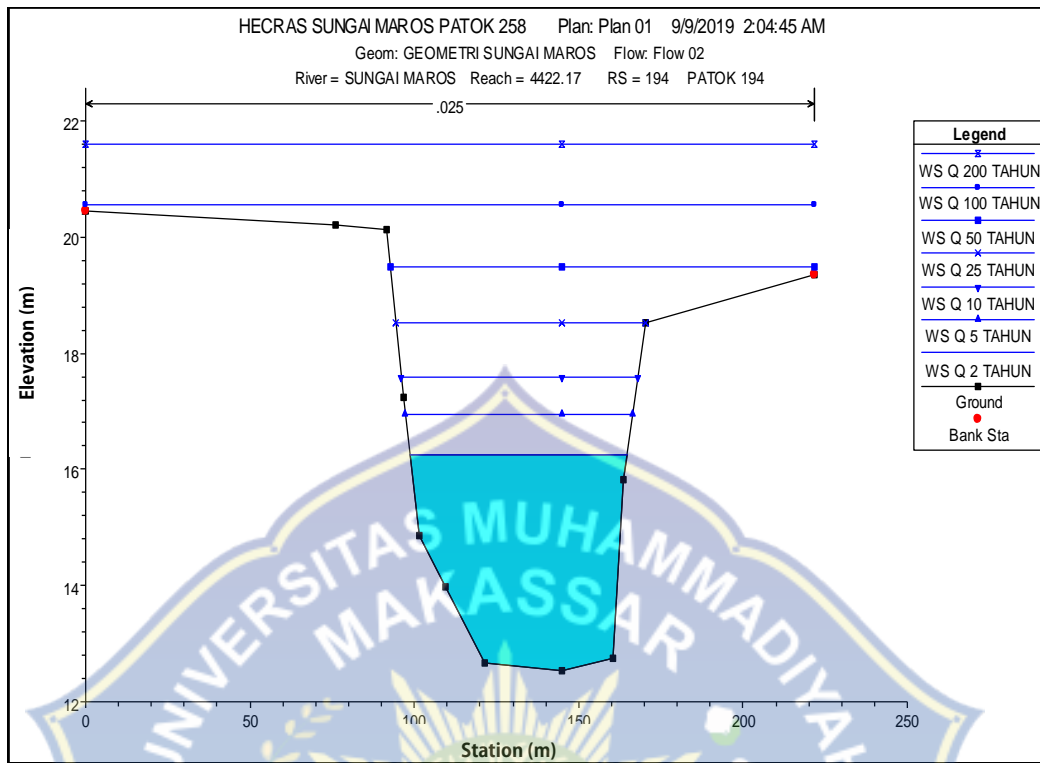 HECRAS SUNGAI MAROS PATOK 258 Plan: Plan 01 9/9/2019 2:04:45 AM
Geom: GEOMETRI SUNGAI MAROS Flow: Flow 02
River = SUNGAI MAROS Reach = 4422.17 RS = 194 PATOK 194
.025
22
20
18
16
14
12
Elevation (m)
0 50 100 150 200 250
Station (m)
Legend
WS Q 200 TAHUN
WS Q 100 TAHUN
WS Q 50 TAHUN
WS Q 25 TAHUN
WS Q 10 TAHUN
WS Q 5 TAHUN
WS Q 2 TAHUN
Ground
Bank Sta
UNIVERSITAS MUHAMMADIYAH
MAKASSAR